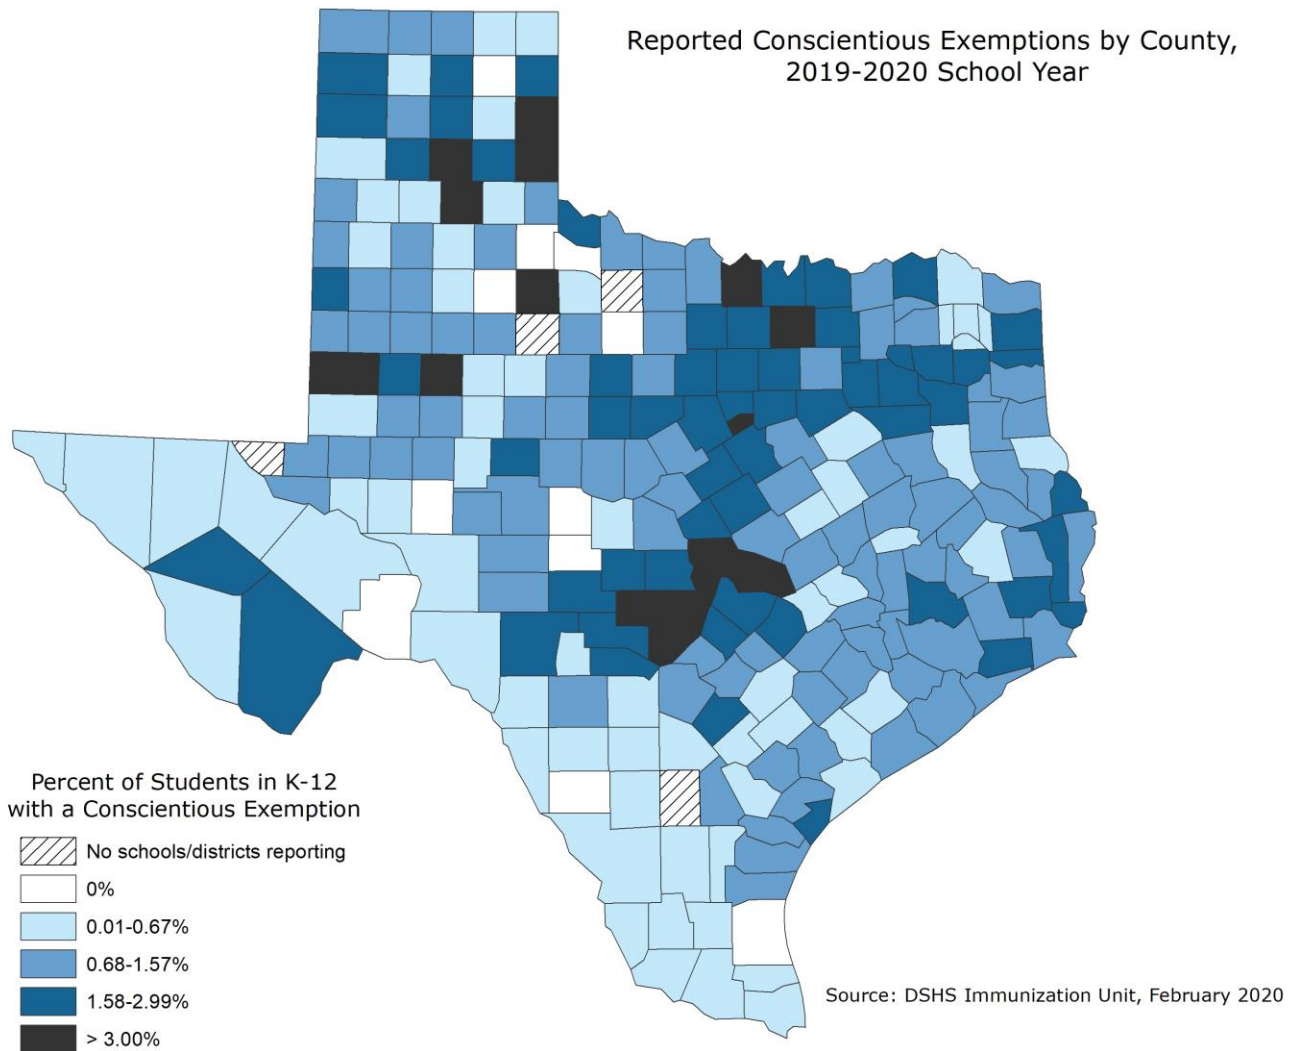 Reported Conscientious Exemptions by County,
2019-2020 School Year
Percent of Students in K-12
with a Conscientious Exemption
No schools/districts reporting
0%
0.01-0.67%
0.68-1.57%
1.58-2.99%
> 3.00%
Source: DSHS Immunization Unit, February 2020